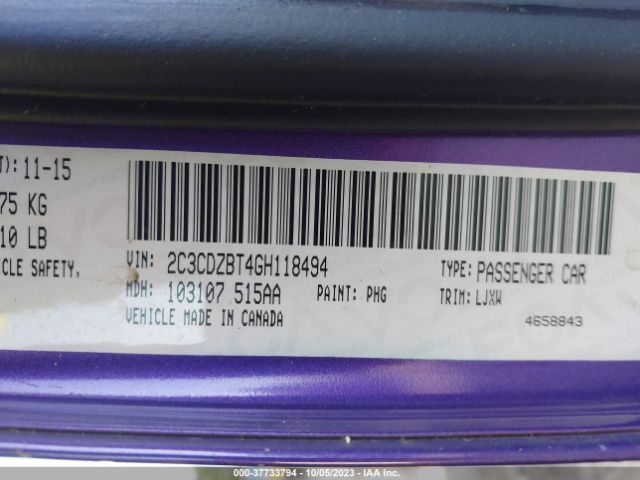 T): 11-15
75 KG
10 LB
ICLE SAFETY,
VIN: 2C3CDZBT4GH118494
TYPE: PASSENGER CAR
MDH: 103107 515AA
PAINT: PHG
TRIM: LJXW
VEHICLE MADE IN CANADA
4658843
000-37733794 - 10/05/2023 - IAA Inc.